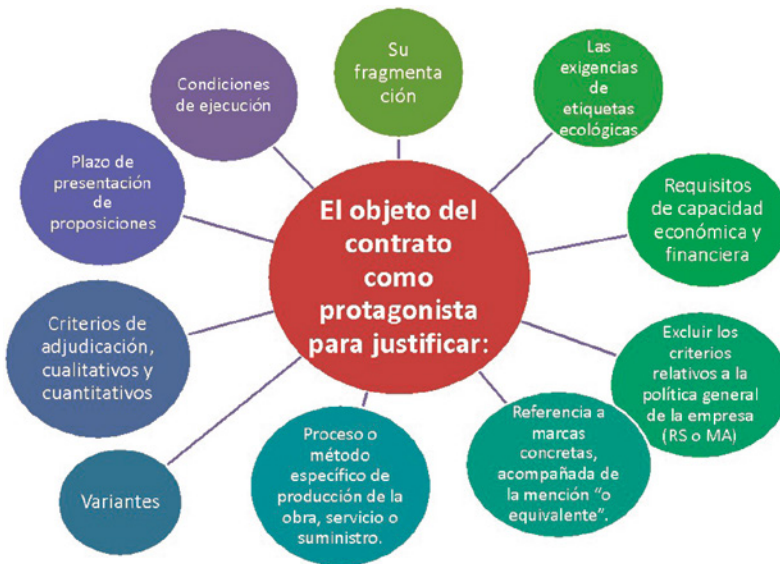 El objeto del
contrato
como
protagonista
para justificar:
Su
fragmenta
ción
Las
exigencias
de
etiquetas
ecológicas
Requisitos
de capacidad
económica y
financiera
Excluir los
criterios
relativos a la
política general
de la empresa
(RS o MA)
Referencia a
marcas
concretas,
acompañada de
la mención “o
equivalente”.
Proceso o
método
específico de
producción de la
obra, servicio o
suministro.
Variantes
Criterios de
adjudicación,
cualitativos y
cuantitativos
Plazo de
presentación
de
proposiciones
Condiciones
de ejecución